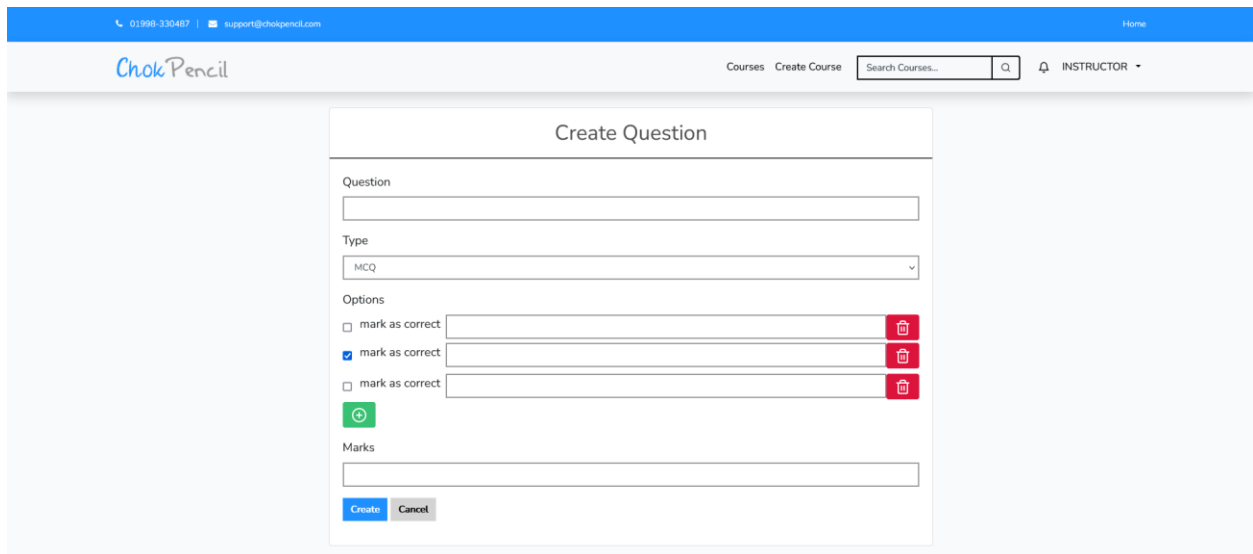 01998-330487 | support@chokpencil.com Home
ChokPencil Courses Create Course Search Courses... INSTRUCTOR
Create Question
Question
Type
MCQ
Options
mark as correct
mark as correct
mark as correct
Marks
Create Cancel